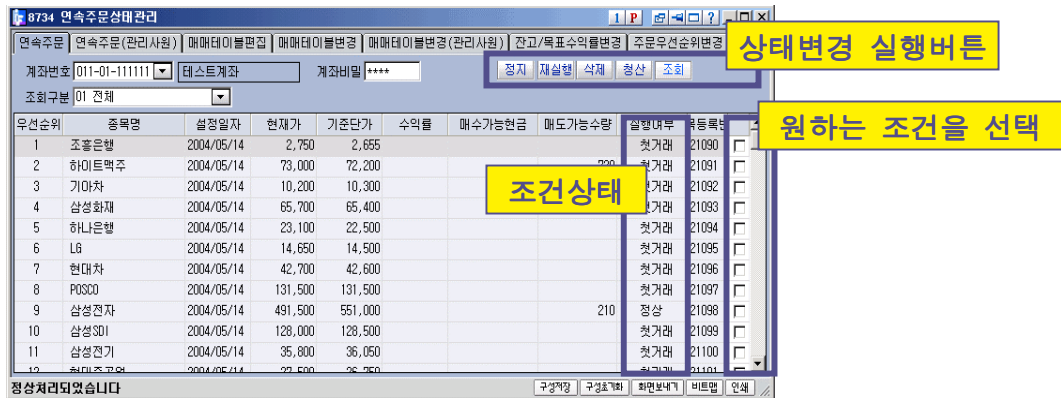 8734 연속주문상태관리 1 P
연속주문 연속주문(관리사원) 매매테이블편집 매매테이블변경 매매테이블변경(관리사원) 잔고/목표수익률변경 주문우선순위변경
상태변경 실행버튼
계좌번호 011-01-111111 테스트계좌 계좌비밀 **** 정지 재실행 삭제 청산 조회
조회구분 01 전체
우선순위 종목명 설정일자 현재가 기준단가 수익률 매수가능현금 매도가능수량 실행여부
원하는 조건을 선택
1 조흥은행 2004/05/14 2,750 2,655 첫거래 21090
2 하이트맥주 2004/05/14 73,000 72,200 첫거래 21091
조건상태
3 기아차 2004/05/14 10,200 10,300 21092
4 삼성화재 2004/05/14 65,700 65,400 21093
5 하나은행 2004/05/14 23,100 22,500 첫거래 21094
6 LG 2004/05/14 14,650 14,500 첫거래 21095
7 현대차 2004/05/14 42,700 42,600 첫거래 21096
8 POSCO 2004/05/14 131,500 131,500 첫거래 21097
9 삼성전자 2004/05/14 491,500 551,000 210 정상 21098
10 삼성SDI 2004/05/14 128,000 128,500 첫거래 21099
11 삼성전기 2004/05/14 35,800 36,050 첫거래 21100
정상처리되었습니다 구성저장 구성초기화 화면보내기 비트맵 인쇄